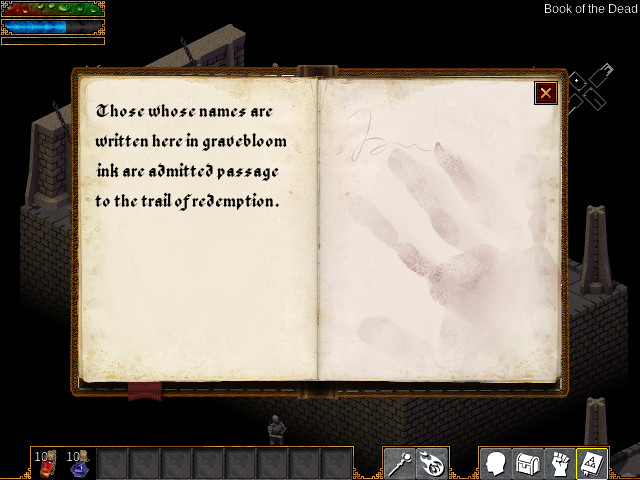 Book of the Dead
Those whose names are
written here in gravebloom
ink are admitted passage
to the trail of redemption.
10
10